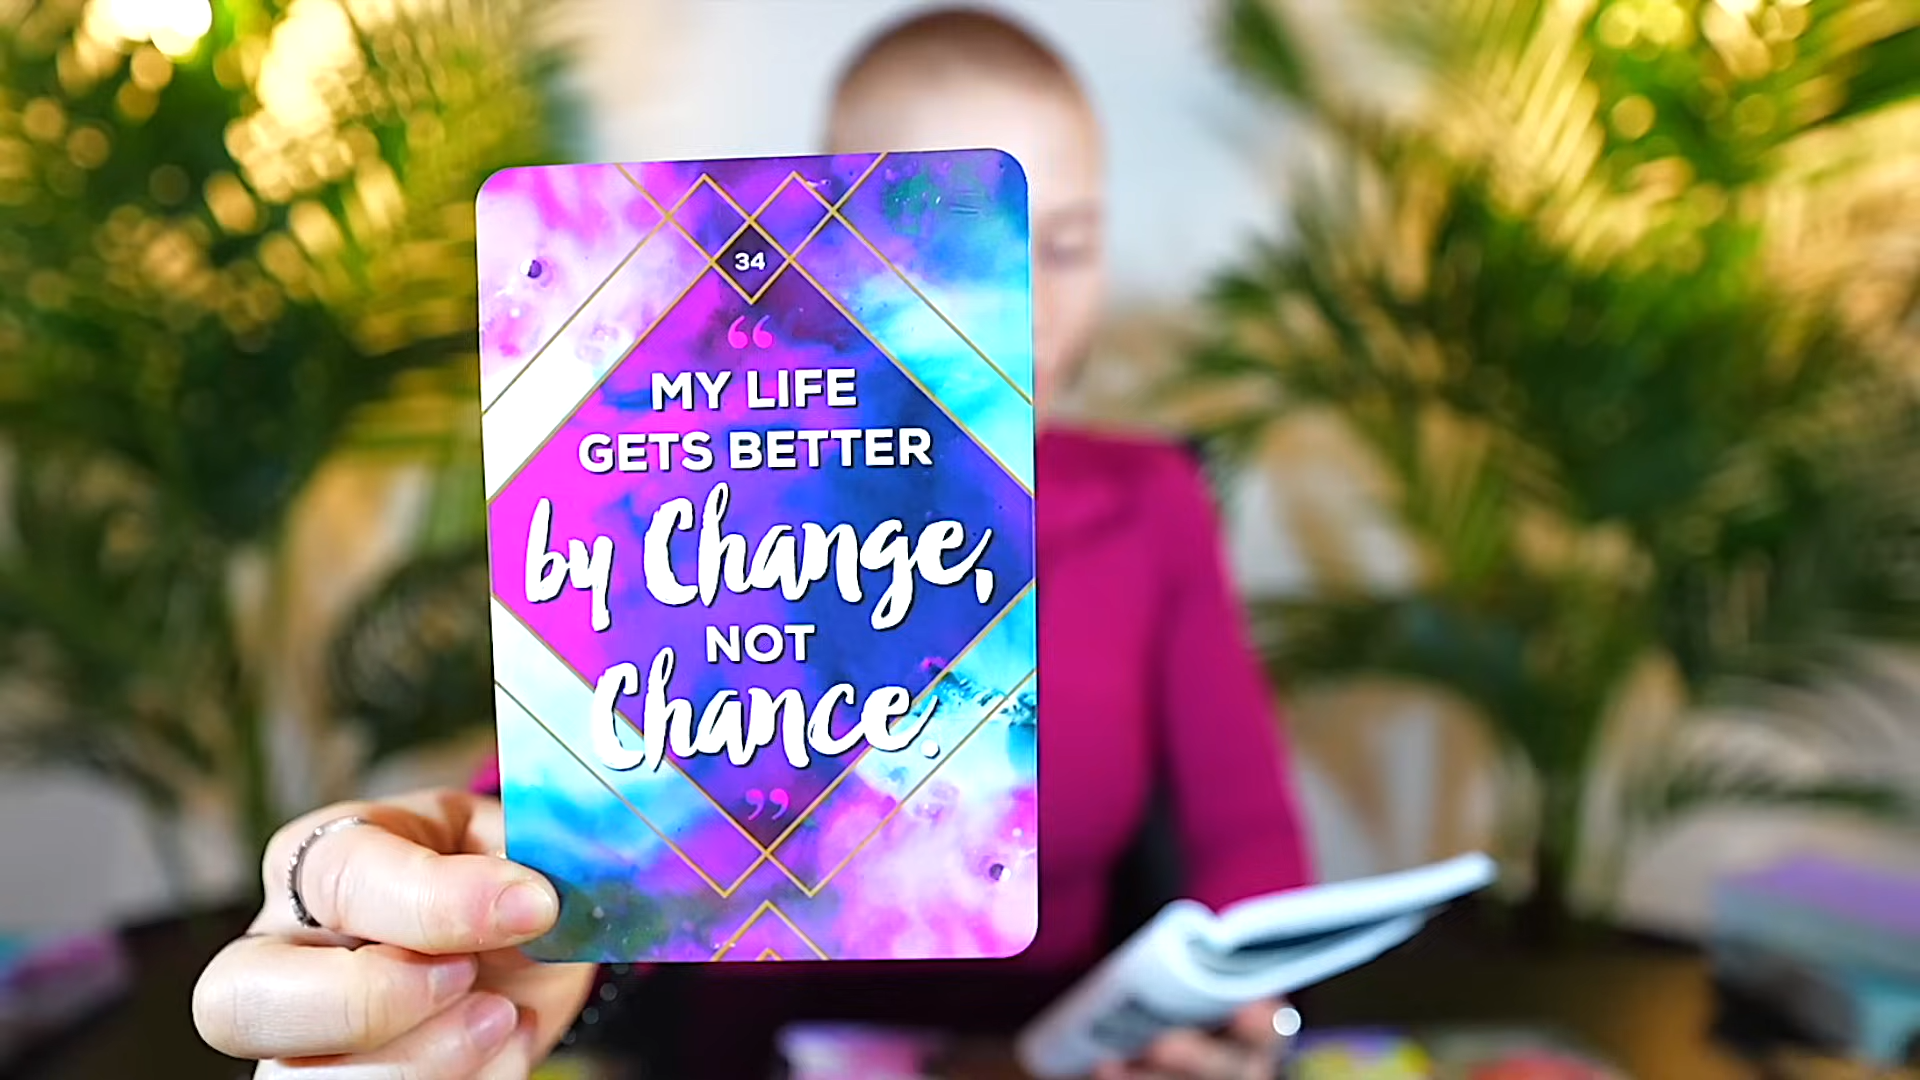 34
“
MY LIFE
GETS BETTER
by Change,
NOT
Chance.
”